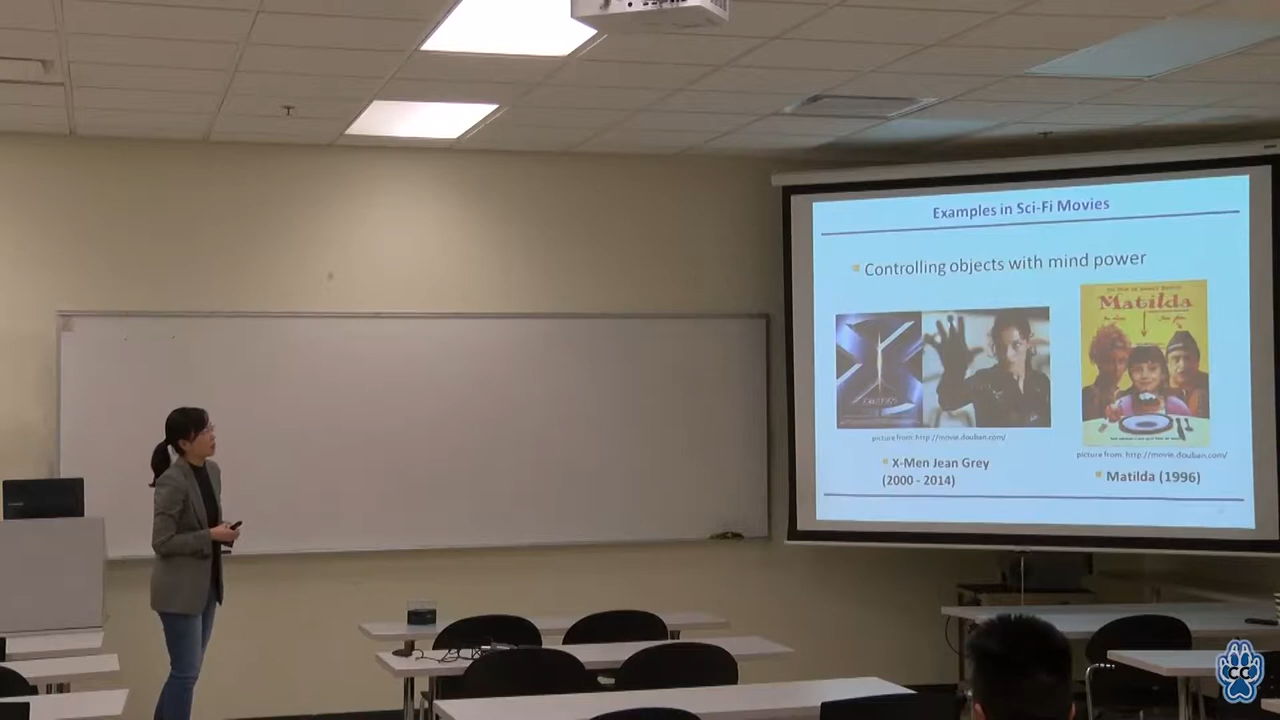 Examples in Sci-Fi Movies
Controlling objects with mind power
Matilda
picture from: http://movie.douban.com/
picture from: http://movie.douban.com/
X-Men Jean Grey
(2000 - 2014)
Matilda (1996)
CC